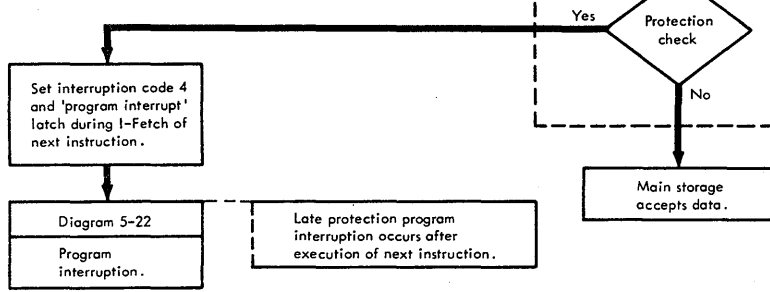 Yes
Protection
check
No
Set interruption code 4
and 'program interrupt'
latch during I-Fetch of
next instruction.
Main storage
accepts data.
Diagram 5-22
Program
interruption.
Late protection program
interruption occurs after
execution of next instruction.